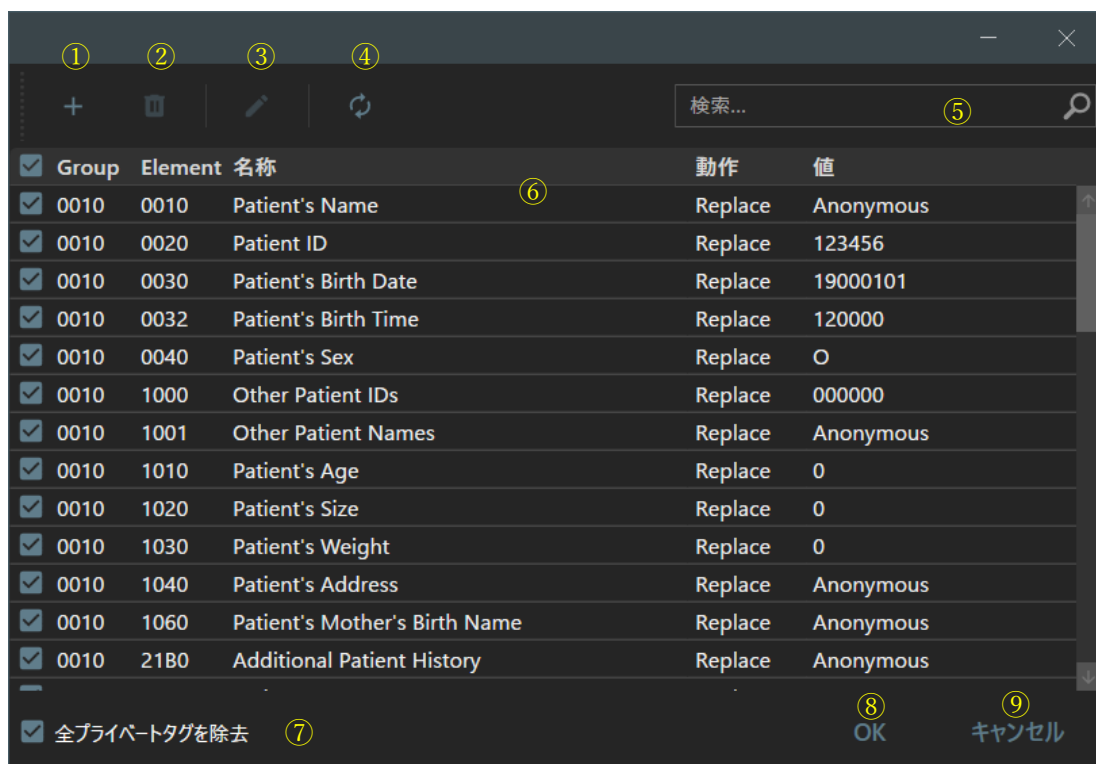 ① ② ③ ④
検索... ⑤
Group Element 名称 動作 値
⑥
0010 0010 Patient's Name Replace Anonymous
0010 0020 Patient ID Replace 123456
0010 0030 Patient's Birth Date Replace 19000101
0010 0032 Patient's Birth Time Replace 120000
0010 0040 Patient's Sex Replace O
0010 1000 Other Patient IDs Replace 000000
0010 1001 Other Patient Names Replace Anonymous
0010 1010 Patient's Age Replace 0
0010 1020 Patient's Size Replace 0
0010 1030 Patient's Weight Replace 0
0010 1040 Patient's Address Replace Anonymous
0010 1060 Patient's Mother's Birth Name Replace Anonymous
0010 21B0 Additional Patient History Replace Anonymous
⑧ ⑨
全プライベートタグを除去 ⑦ OK キャンセル